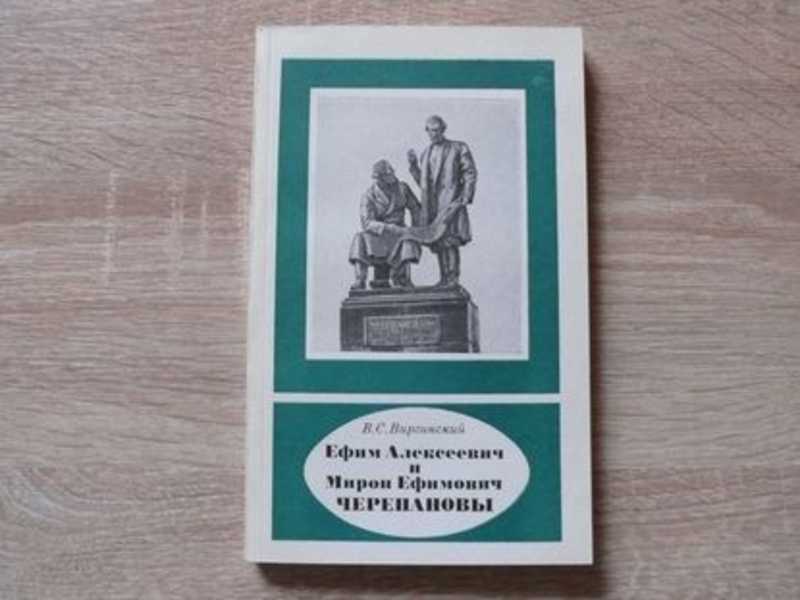 В.С.Виргинский
Ефим Алексеевич
и
Мирон Ефимович
ЧЕРЕПАНОВЫ